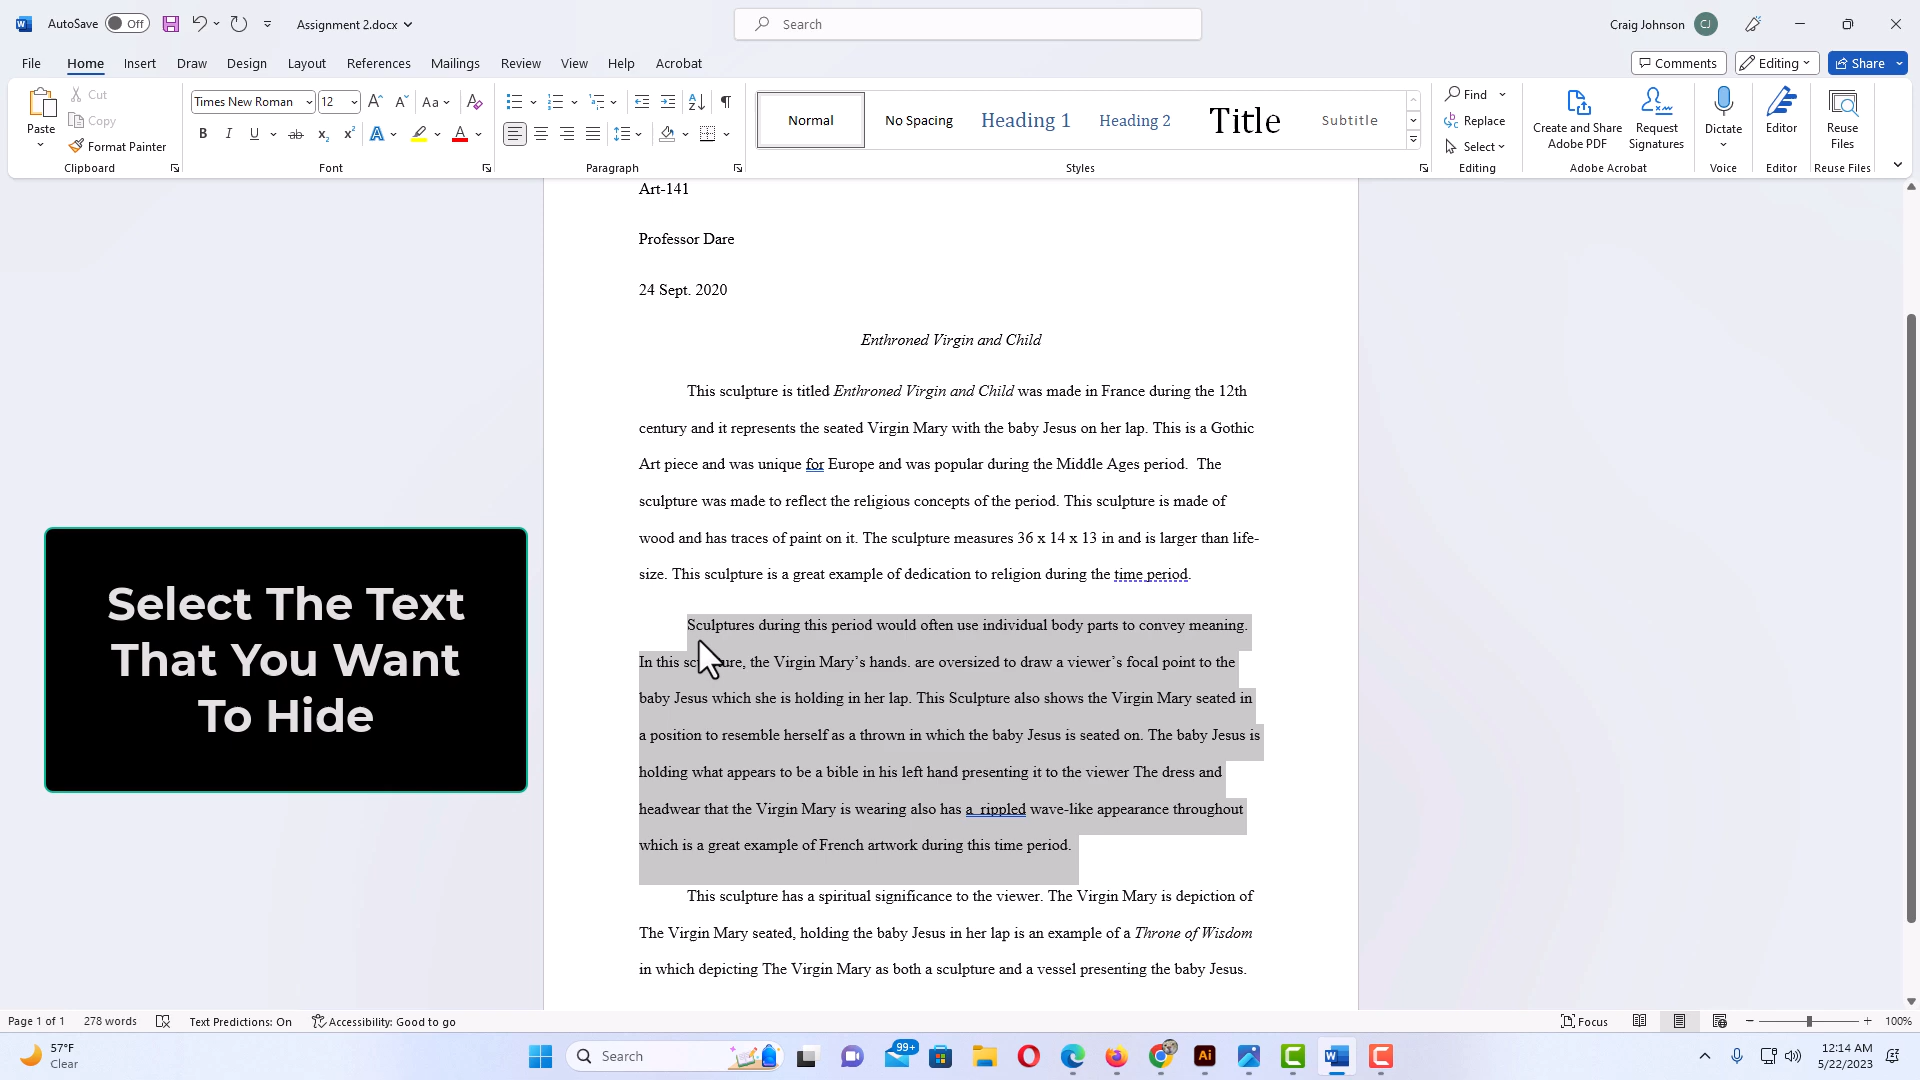 AutoSave Off Assignment 2.docx Search Craig Johnson CJ
File Home Insert Draw Design Layout References Mailings Review View Help Acrobat Comments Editing Share
Paste Cut Copy Format Painter
Clipboard
Times New Roman 12 Aa
B I U ab x₂ x² A A
Font
Paragraph
Normal No Spacing Heading 1 Heading 2 Title Subtitle
Styles
Find Replace Select
Editing
Create and Share Adobe PDF Request Signatures
Adobe Acrobat
Dictate
Voice
Editor
Editor
Reuse Files
Reuse Files
Art-141
Professor Dare
24 Sept. 2020
Enthroned Virgin and Child
This sculpture is titled Enthroned Virgin and Child was made in France during the 12th
century and it represents the seated Virgin Mary with the baby Jesus on her lap. This is a Gothic
Art piece and was unique for Europe and was popular during the Middle Ages period.  The
sculpture was made to reflect the religious concepts of the period. This sculpture is made of
wood and has traces of paint on it. The sculpture measures 36 x 14 x 13 in and is larger than life-
size. This sculpture is a great example of dedication to religion during the time period.
Sculptures during this period would often use individual body parts to convey meaning.
In this sculpture, the Virgin Mary’s hands. are oversized to draw a viewer’s focal point to the
baby Jesus which she is holding in her lap. This Sculpture also shows the Virgin Mary seated in
a position to resemble herself as a thrown in which the baby Jesus is seated on. The baby Jesus is
holding what appears to be a bible in his left hand presenting it to the viewer The dress and
headwear that the Virgin Mary is wearing also has a  rippled wave-like appearance throughout
which is a great example of French artwork during this time period.
This sculpture has a spiritual significance to the viewer. The Virgin Mary is depiction of
The Virgin Mary seated, holding the baby Jesus in her lap is an example of a Throne of Wisdom
in which depicting The Virgin Mary as both a sculpture and a vessel presenting the baby Jesus.
Select The Text
That You Want
To Hide
Page 1 of 1 278 words Text Predictions: On Accessibility: Good to go Focus 100%
57°F
Clear
Search 99+ Ai
12:14 AM
5/22/2023